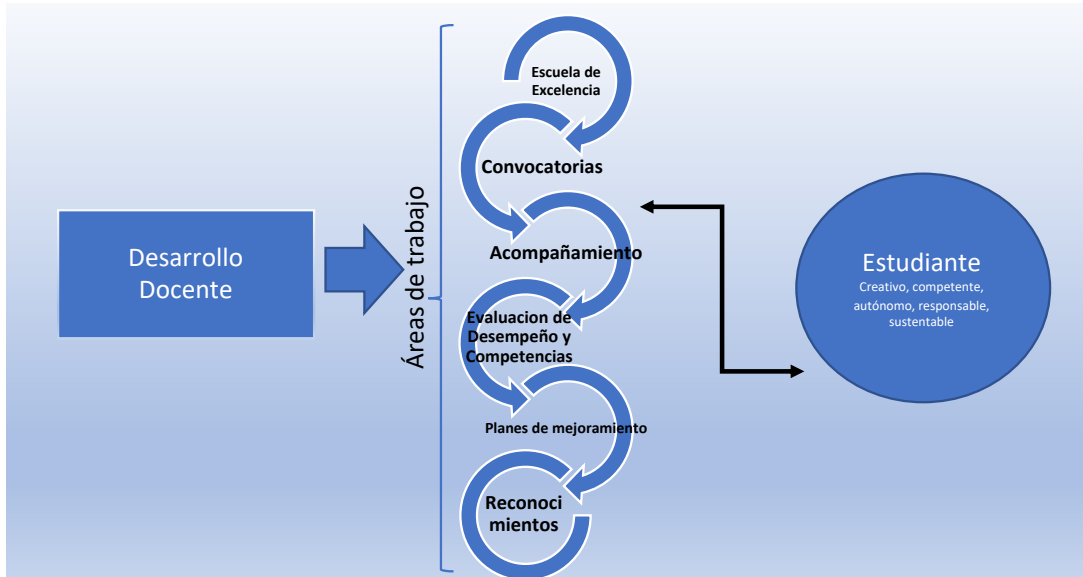 Desarrollo
Docente
Áreas de trabajo
Escuela de
Excelencia
Convocatorias
Acompañamiento
Evaluacion de
Desempeño y
Competencias
Planes de mejoramiento
Reconoci
mientos
Estudiante
Creativo, competente,
autónomo, responsable,
sustentable